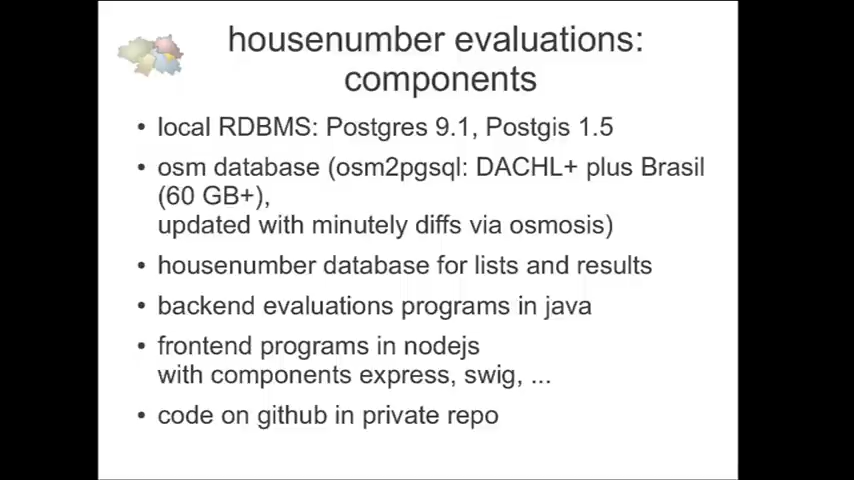 housenumber evaluations:
components
• local RDBMS: Postgres 9.1, Postgis 1.5
• osm database (osm2pgsql: DACHL+ plus Brasil
(60 GB+),
updated with minutely diffs via osmosis)
• housenumber database for lists and results
• backend evaluations programs in java
• frontend programs in nodejs
with components express, swig, ...
• code on github in private repo